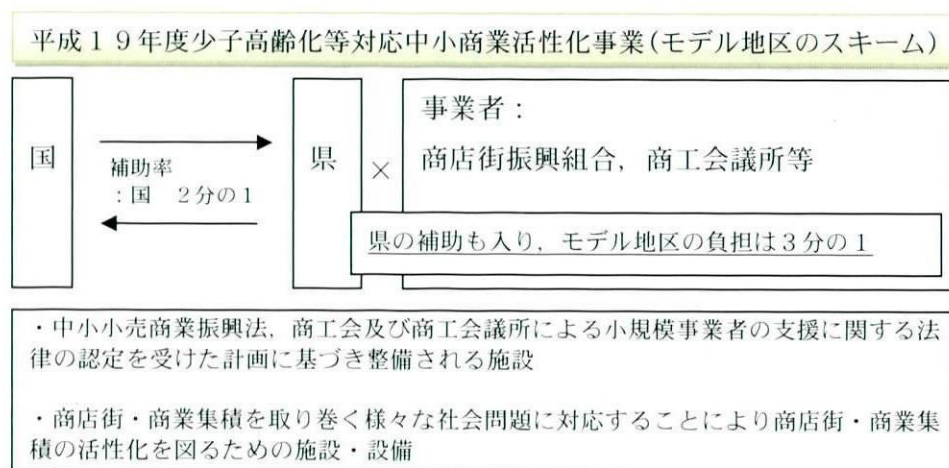 平成１９年度少子高齢化等対応中小商業活性化事業(モデル地区のスキーム)
国
補助率
：国　２分の１
県
×
事業者：
商店街振興組合，商工会議所等
県の補助も入り，モデル地区の負担は３分の１
・中小小売商業振興法，商工会及び商工会議所による小規模事業者の支援に関する法
律の認定を受けた計画に基づき整備される施設
・商店街・商業集積を取り巻く様々な社会問題に対応することにより商店街・商業集
積の活性化を図るための施設・設備